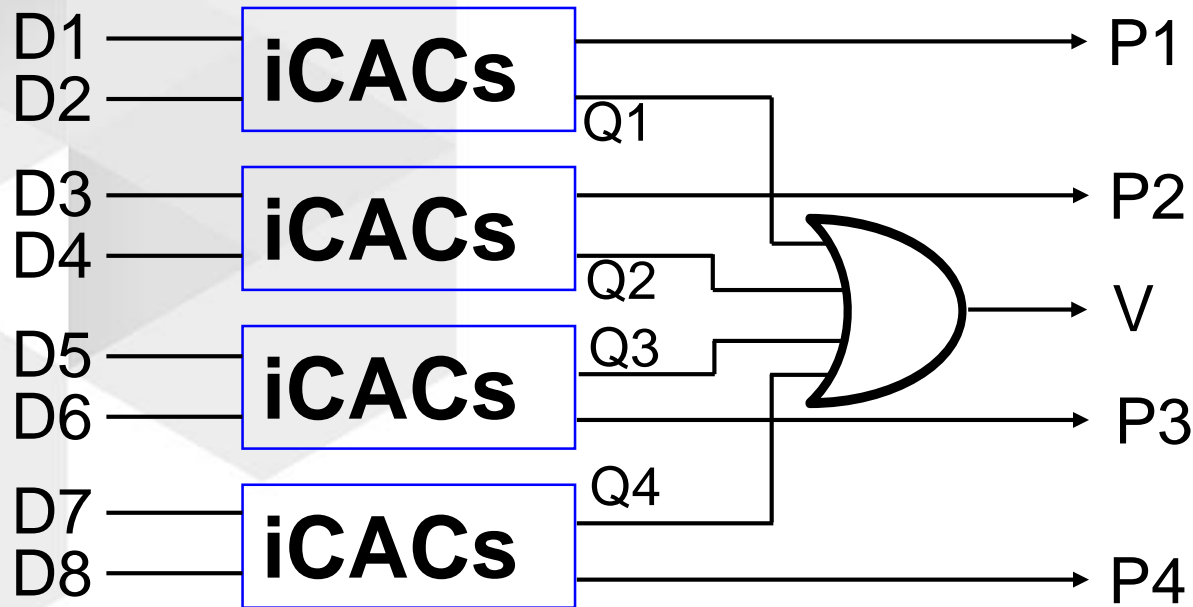 D1
iCACs
P1
D2
Q1
D3
iCACs
P2
D4
Q2
V
D5
iCACs
Q3
D6
P3
D7
iCACs
Q4
D8
P4